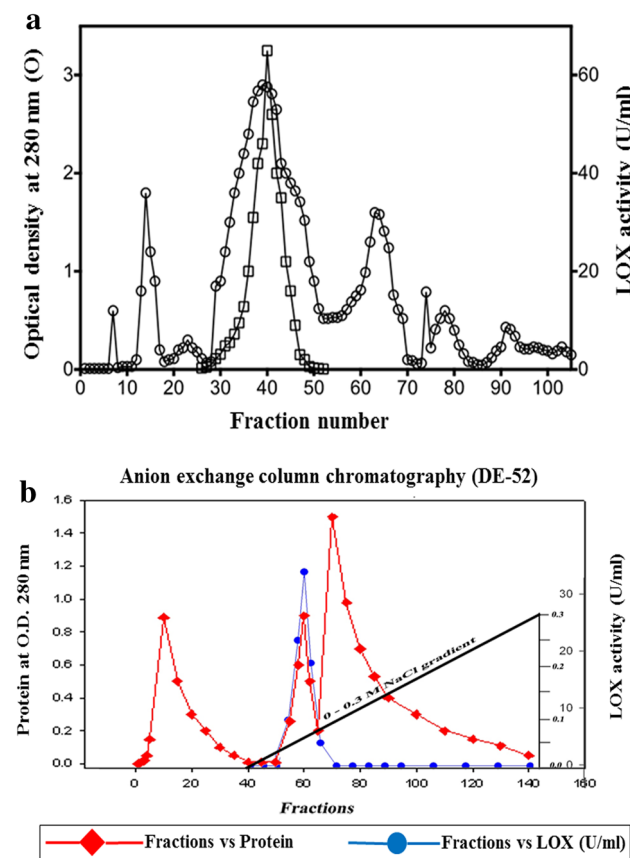 a
Optical density at 280 nm (O)
3
2
1
0
60
40
20
0
LOX activity (U/ml)
0 10 20 30 40 50 60 70 80 90 100
Fraction number
b
Anion exchange column chromatography (DE-52)
Protein at O.D. 280 nm
1.6
1.4
1.2
1.0
0.8
0.6
0.4
0.2
0.0
0 - 0.3 M NaCl gradient
0.3
0.2
0.1
0.0
30
20
10
0
LOX activity (U/ml)
0 20 40 60 80 100 120 140 160
Fractions
Fractions vs Protein
Fractions vs LOX (U/ml)